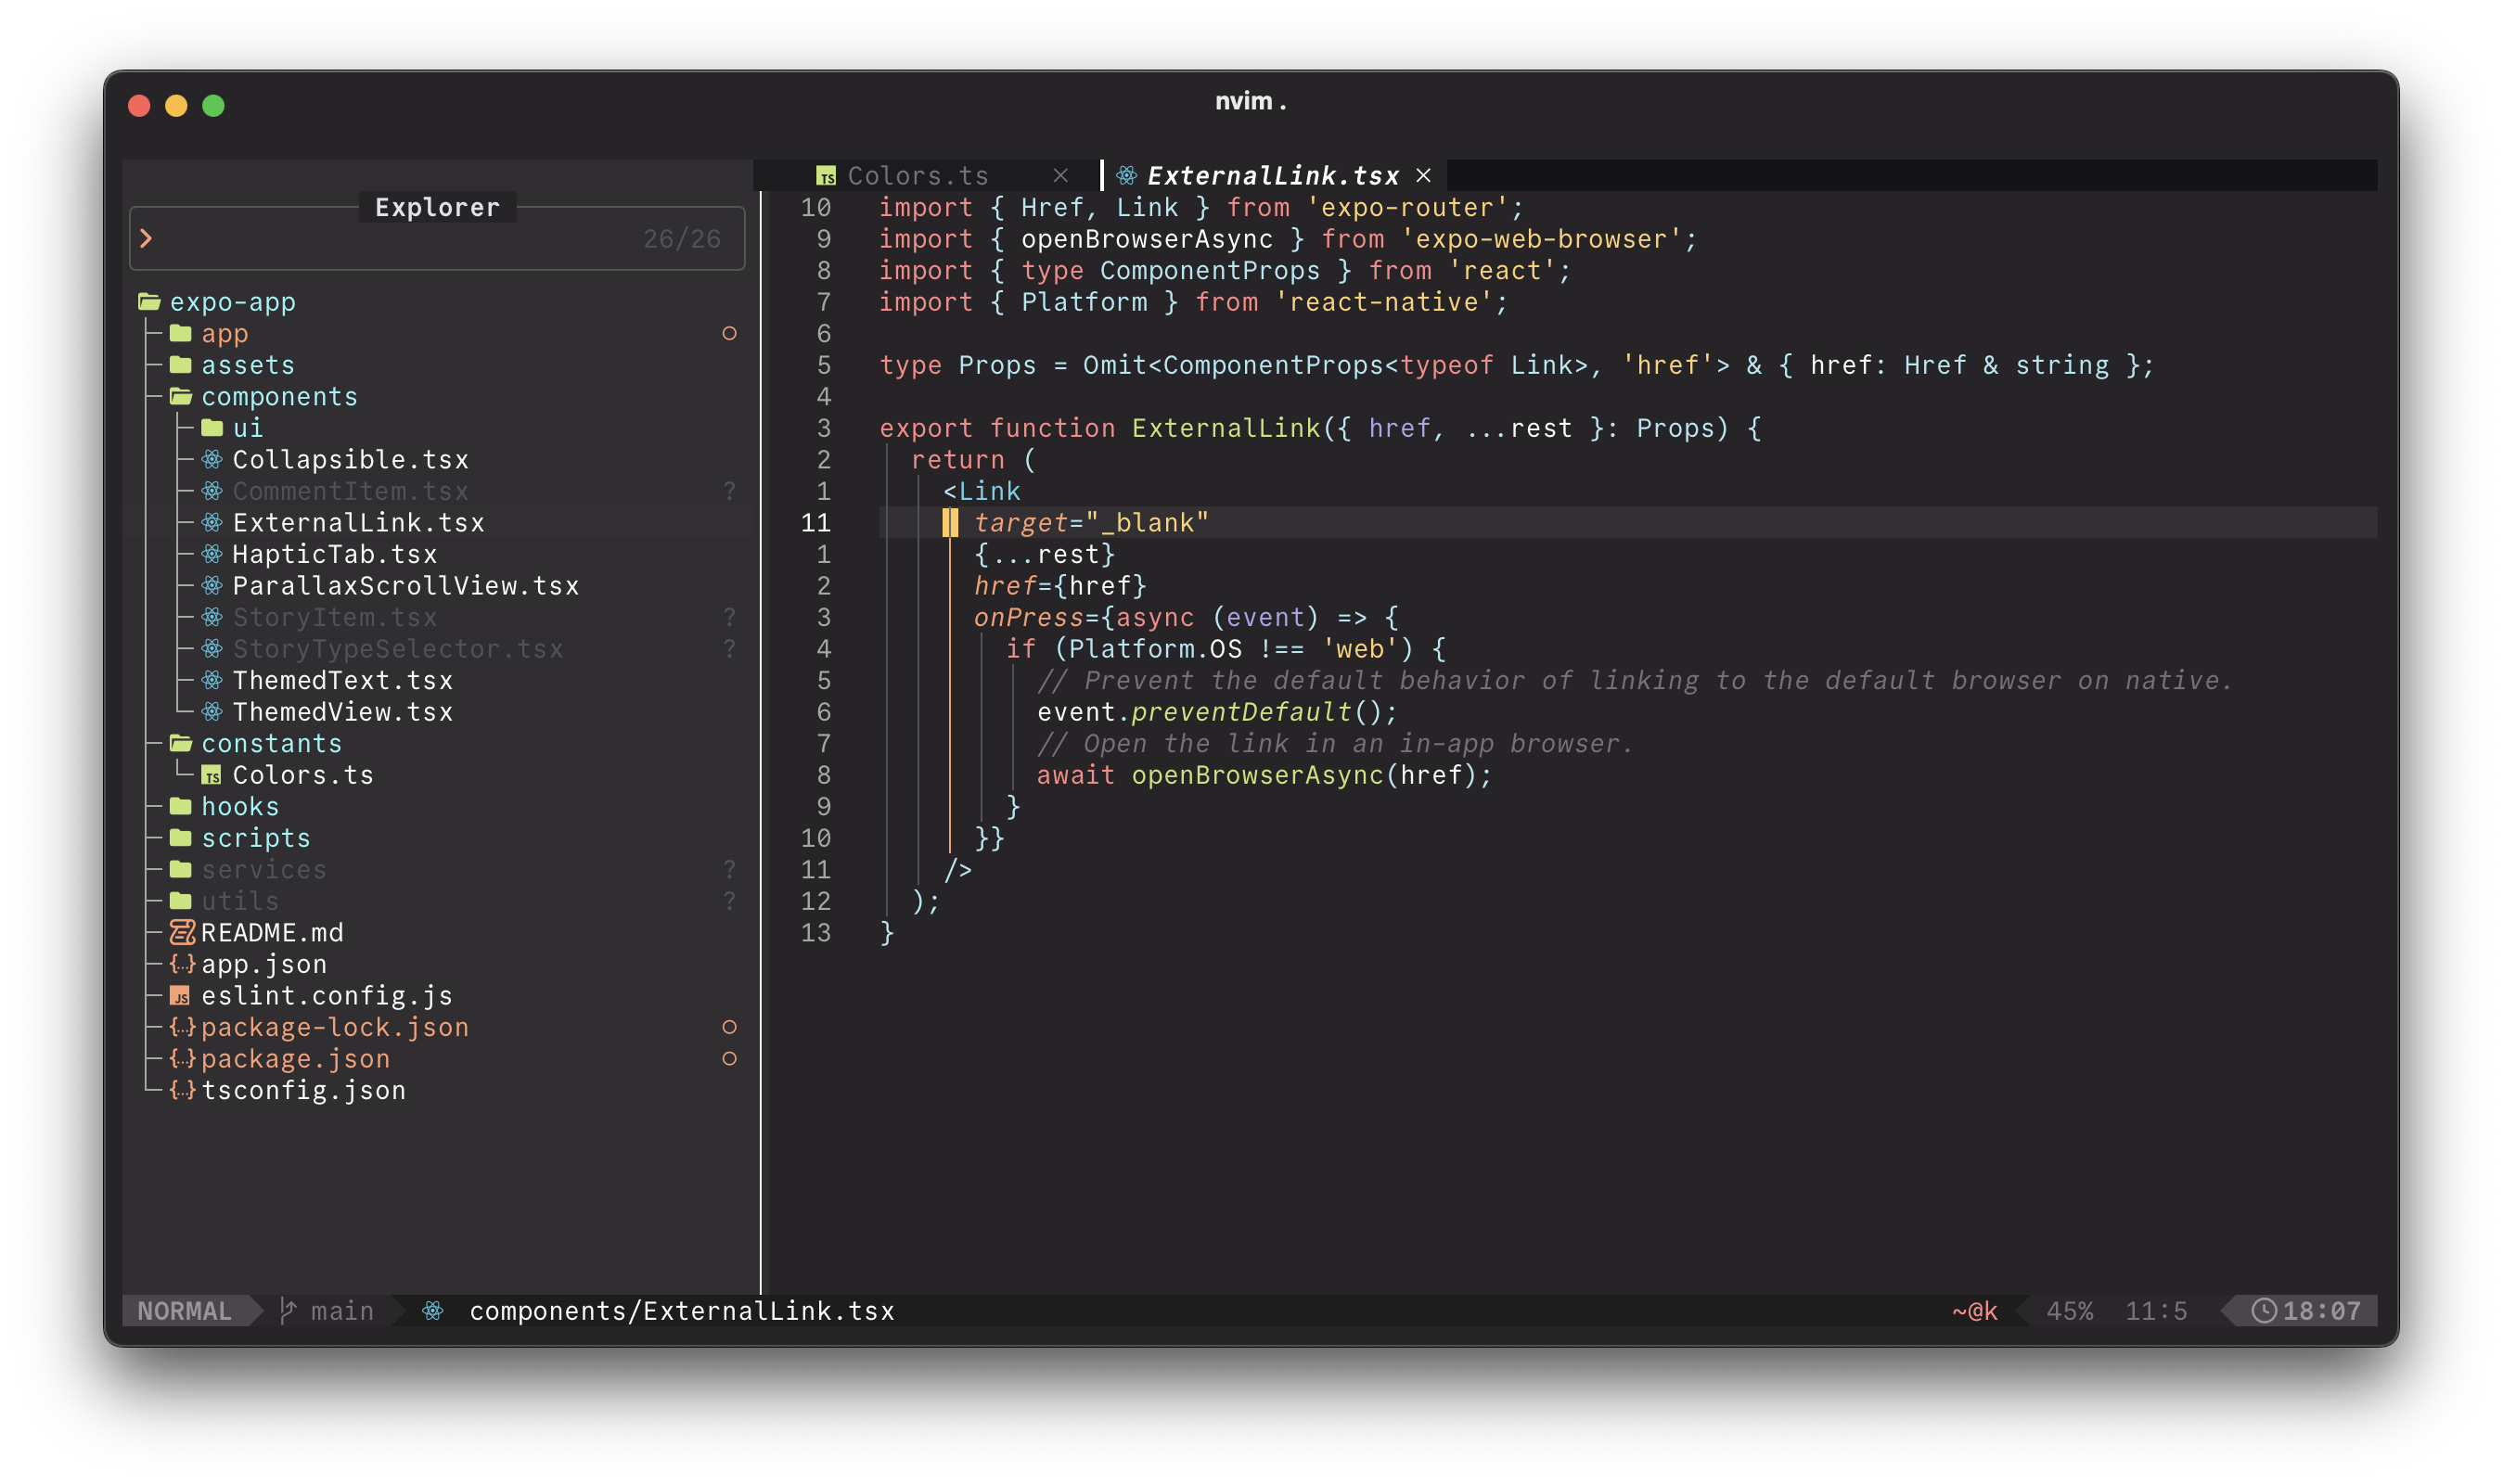 nvim .
Colors.ts × ExternalLink.tsx ×
Explorer
> 26/26
expo-app
app
assets
components
ui
Collapsible.tsx
CommentItem.tsx ?
ExternalLink.tsx
HapticTab.tsx
ParallaxScrollView.tsx
StoryItem.tsx ?
StoryTypeSelector.tsx ?
ThemedText.tsx
ThemedView.tsx
constants
Colors.ts
hooks
scripts
services ?
utils ?
README.md
app.json
eslint.config.js
package-lock.json
package.json
tsconfig.json
10 import { Href, Link } from 'expo-router';
9 import { openBrowserAsync } from 'expo-web-browser';
8 import { type ComponentProps } from 'react';
7 import { Platform } from 'react-native';
6
5 type Props = Omit<ComponentProps<typeof Link>, 'href'> & { href: Href & string };
4
3 export function ExternalLink({ href, ...rest }: Props) {
2 return (
1 <Link
11 target="_blank"
1 {...rest}
2 href={href}
3 onPress={async (event) => {
4 if (Platform.OS !== 'web') {
5 // Prevent the default behavior of linking to the default browser on native.
6 event.preventDefault();
7 // Open the link in an in-app browser.
8 await openBrowserAsync(href);
9 }
10 }}
11 />
12 );
13 }
NORMAL main components/ExternalLink.tsx ~@k 45% 11:5 18:07